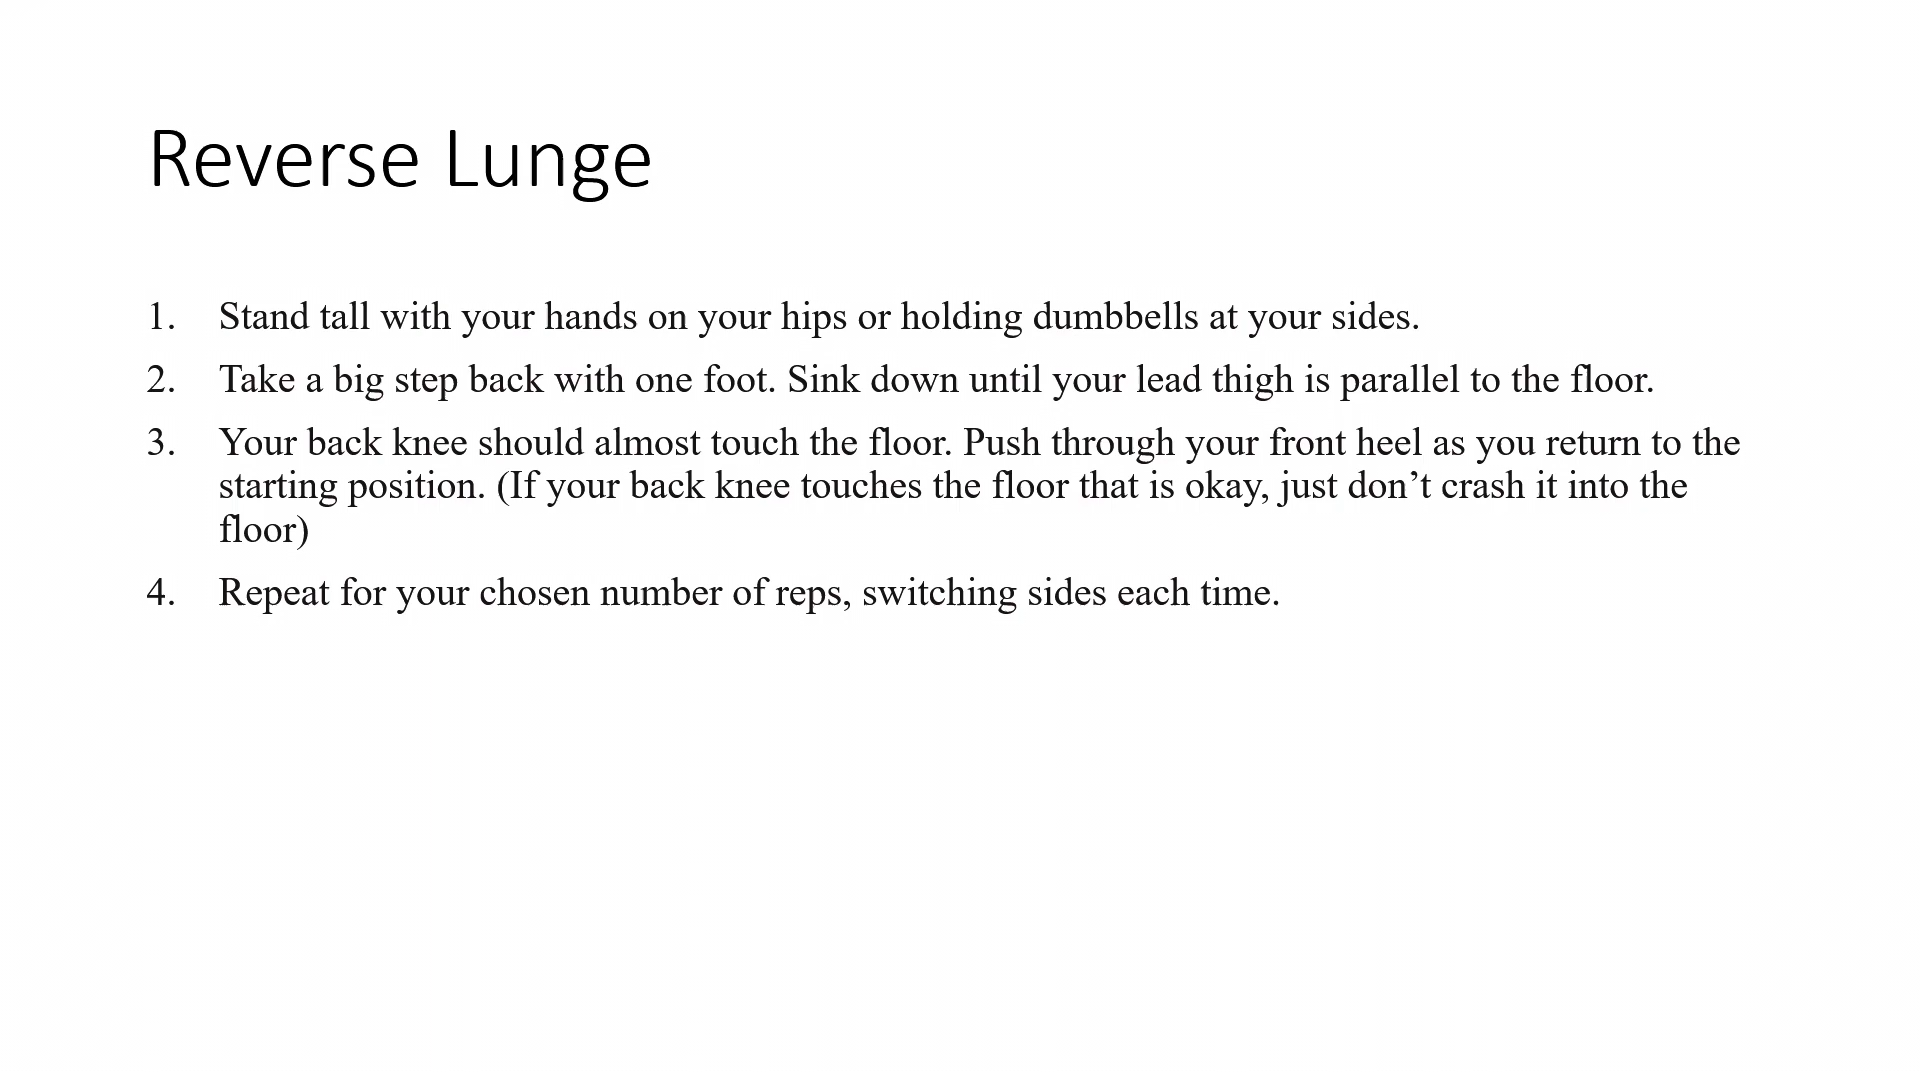 Reverse Lunge
1. Stand tall with your hands on your hips or holding dumbbells at your sides.
2. Take a big step back with one foot. Sink down until your lead thigh is parallel to the floor.
3. Your back knee should almost touch the floor. Push through your front heel as you return to the
starting position. (If your back knee touches the floor that is okay, just don’t crash it into the
floor)
4. Repeat for your chosen number of reps, switching sides each time.